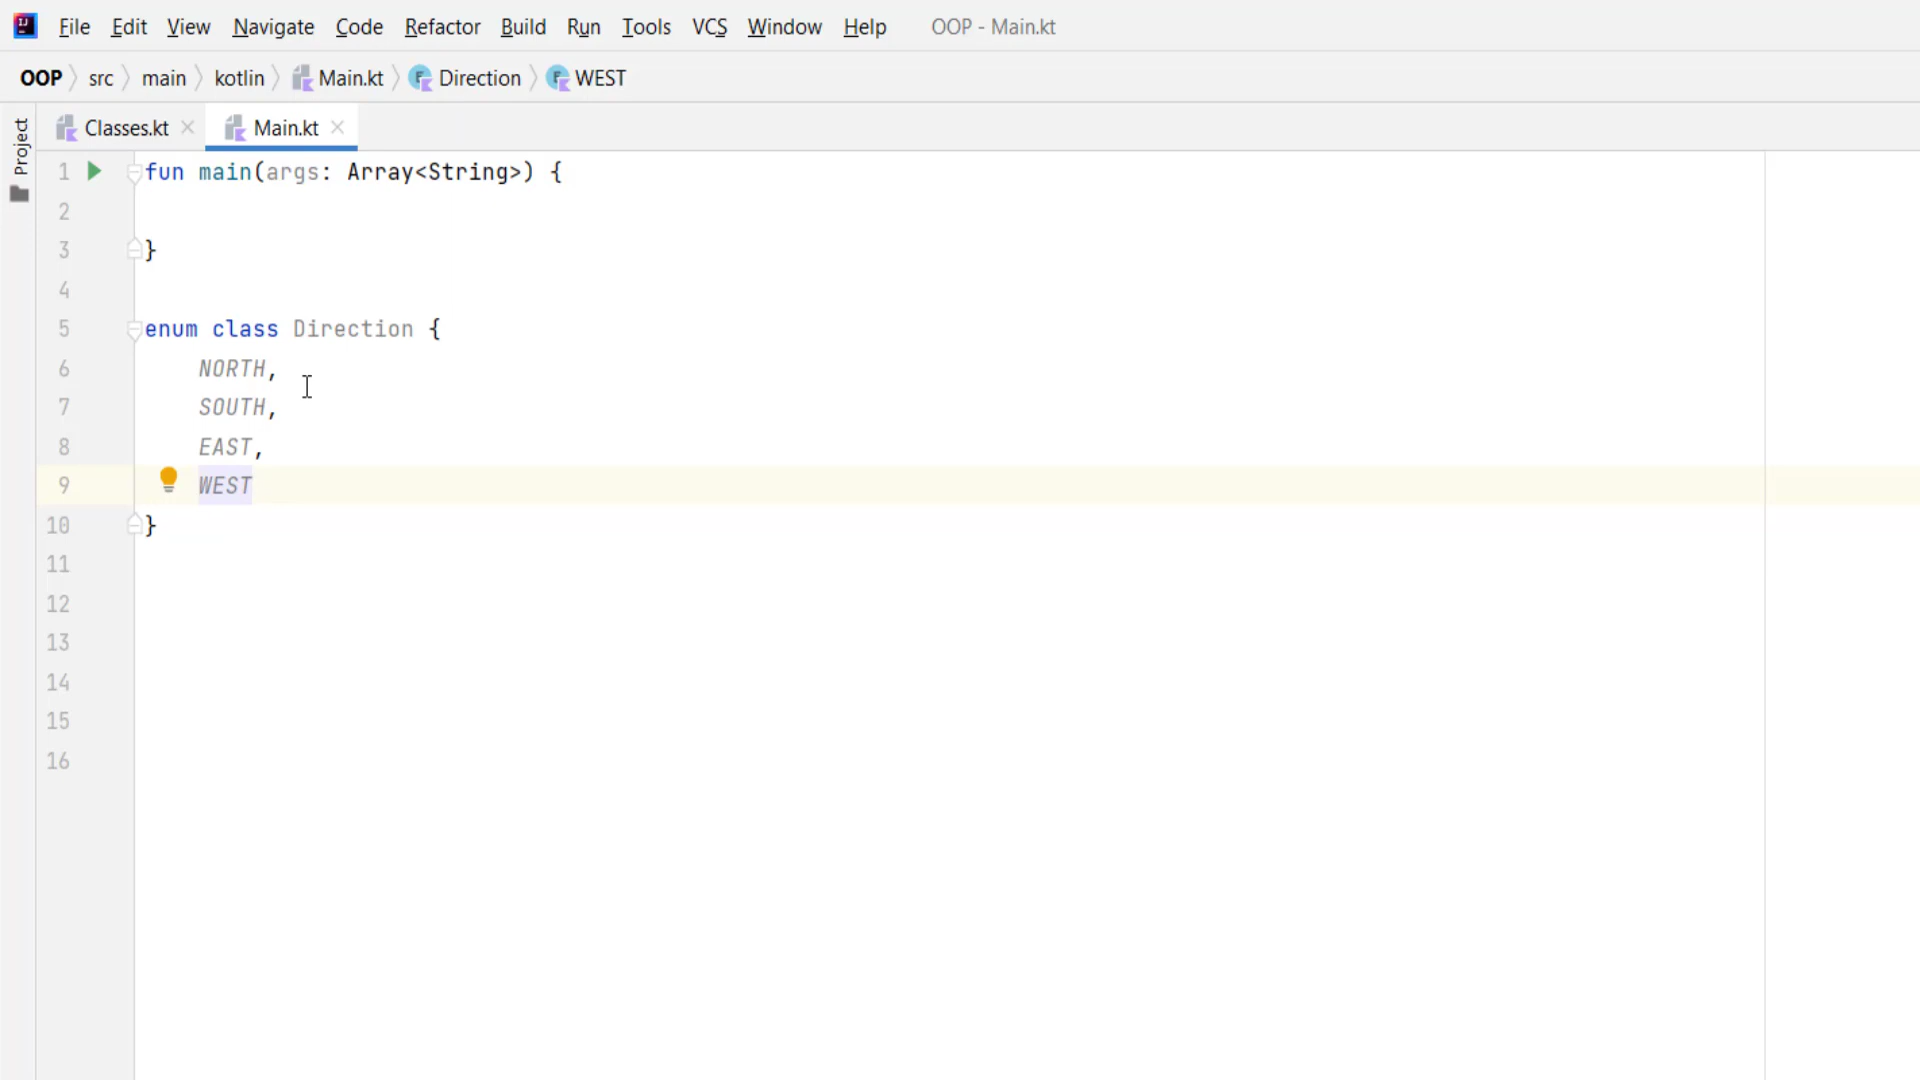 File Edit View Navigate Code Refactor Build Run Tools VCS Window Help OOP - Main.kt
OOP src main kotlin Main.kt Direction WEST
Project
Classes.kt Main.kt
1 fun main(args: Array<String>) {
2
3 }
4
5 enum class Direction {
6 NORTH,
7 SOUTH,
8 EAST,
9 WEST
10 }
11
12
13
14
15
16